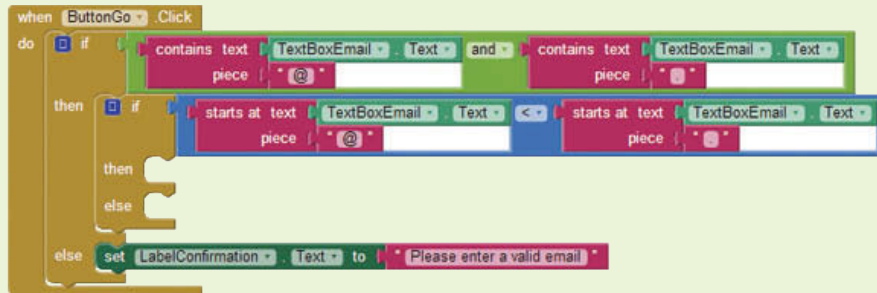 when ButtonGo .Click
do if contains text TextBoxEmail . Text and contains text TextBoxEmail . Text
piece " @ " piece " . "
then if starts at text TextBoxEmail . Text < starts at text TextBoxEmail . Text
piece " @ " piece " . "
then
else
else set LabelConfirmation . Text to " Please enter a valid email "